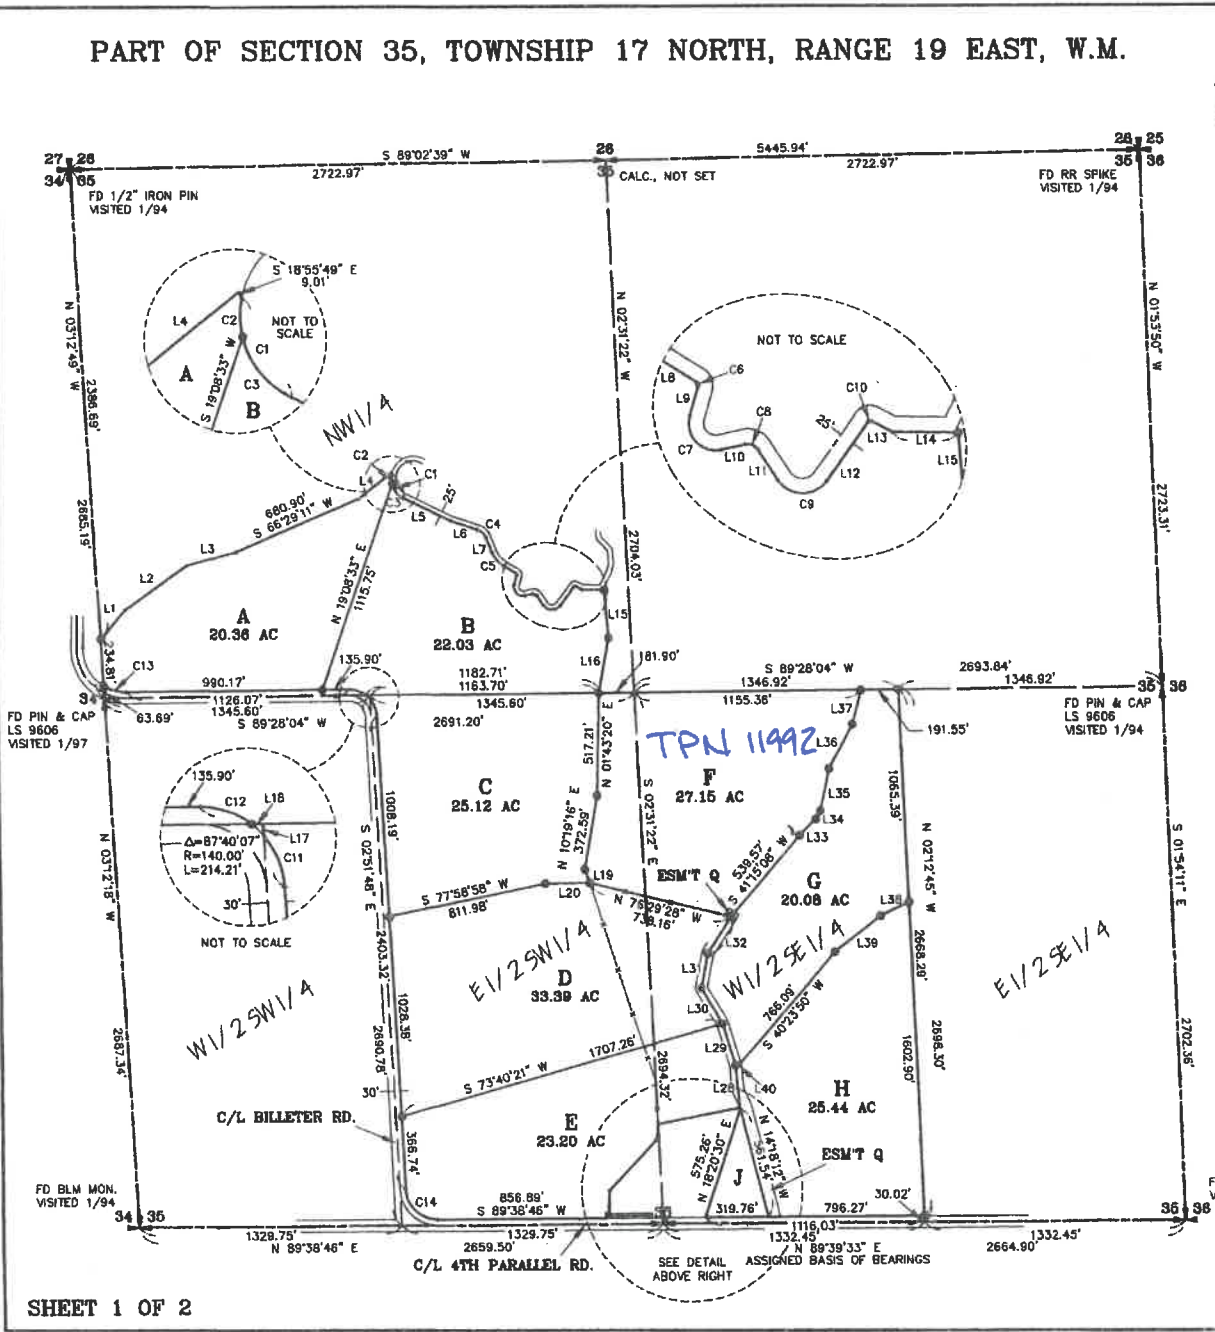 PART OF SECTION 35, TOWNSHIP 17 NORTH, RANGE 19 EAST, W.M.
27 26
34 35
S 89°02'39" W
2722.97'
26
35
CALC., NOT SET
5445.94'
2722.97'
26 25
35 36
FD 1/2" IRON PIN
VISITED 1/94
FD RR SPIKE
VISITED 1/94
S 18°55'49" E
9.01'
L4
C2
NOT TO
SCALE
C1
C3
A
S 19°08'33" W
B
N 03°12'49" W
2386.69'
2685.19'
N 02°31'22" W
2704.03'
N 01°53'50" W
2723.31'
NOT TO SCALE
L8
C6
L9
C7
L10
C8
L11
C9
L12
25'
C10
L13
L14
L15
NW1/4
C2
L4
C1
C3
L5
25'
L6
C4
L7
C5
680.90'
S 66°29'11" W
L3
L2
L1
234.81'
N 19°08'33" E
1115.75'
A
20.36 AC
B
22.03 AC
L15
L16
C13
990.17'
135.90'
1182.71'
1163.70'
181.90'
S 89°28'04" W
1346.92'
1155.36'
2693.84'
1346.92'
34
35 36
1126.07'
1345.60'
1345.60'
63.69'
S 89°28'04" W
2691.20'
FD PIN & CAP
LS 9606
VISITED 1/97
FD PIN & CAP
LS 9606
VISITED 1/94
191.55'
L37
L36
L35
L34
L33
TPN 11992
F
27.15 AC
C
25.12 AC
517.21'
N 01°43'20" E
N 10°19'16" E
372.59'
135.90'
C12
L18
L17
Δ=87°40'07"
R=140.00'
L=214.21'
C11
30'
NOT TO SCALE
1008.19'
S 02°51'48" E
2403.32'
S 02°31'22" E
1065.39'
N 02°12'45" W
2668.29'
S 01°54'11" E
N 03°12'18" W
2687.34'
539.57'
S 41°15'08" W
ESM'T Q
G
20.08 AC
L19
L20
S 77°58'58" W
811.98'
N 76°29'28" W
L38
L39
L32
L31
L30
L29
L28
L40
E1/2SW1/4
W1/2SE1/4
E1/2SE1/4
W1/2SW1/4
D
33.39 AC
766.09'
S 40°23'50" W
1028.38'
2690.78'
1707.26'
S 73°40'21" W
2694.32'
1602.90'
2702.36'
30'
C/L BILLETER RD.
H
25.44 AC
E
23.20 AC
366.74'
575.26'
N 18°20'30" E
N 14°18'12" W
561.54'
ESM'T Q
J
FD BLM MON.
VISITED 1/94
34 35
C14
856.89'
S 89°38'46" W
319.76'
796.27'
30.02'
1116.03'
1329.75'
1329.75'
1332.45'
1332.45'
N 89°38'46" E
2659.50'
N 89°39'33" E
2664.90'
C/L 4TH PARALLEL RD.
SEE DETAIL
ABOVE RIGHT
ASSIGNED BASIS OF BEARINGS
SHEET 1 OF 2